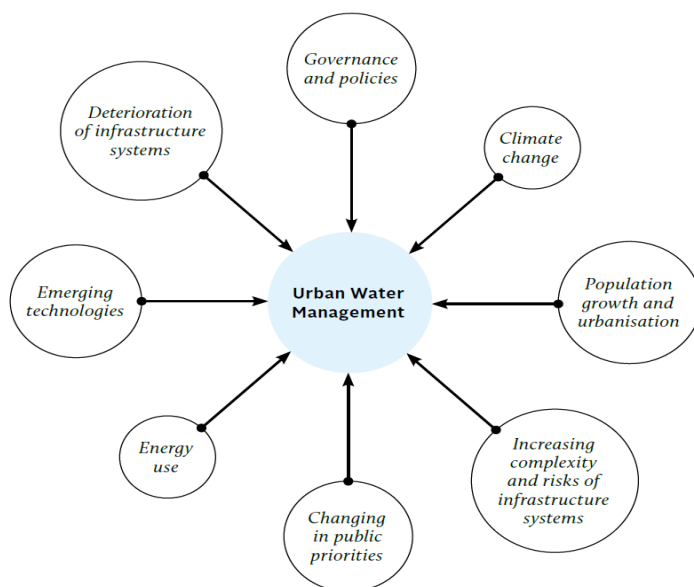 Governance
and policies
Deterioration
of infrastructure
systems
Climate
change
Urban Water
Management
Emerging
technologies
Population
growth and
urbanisation
Energy
use
Increasing
complexity
and risks of
infrastructure
systems
Changing
in public
priorities